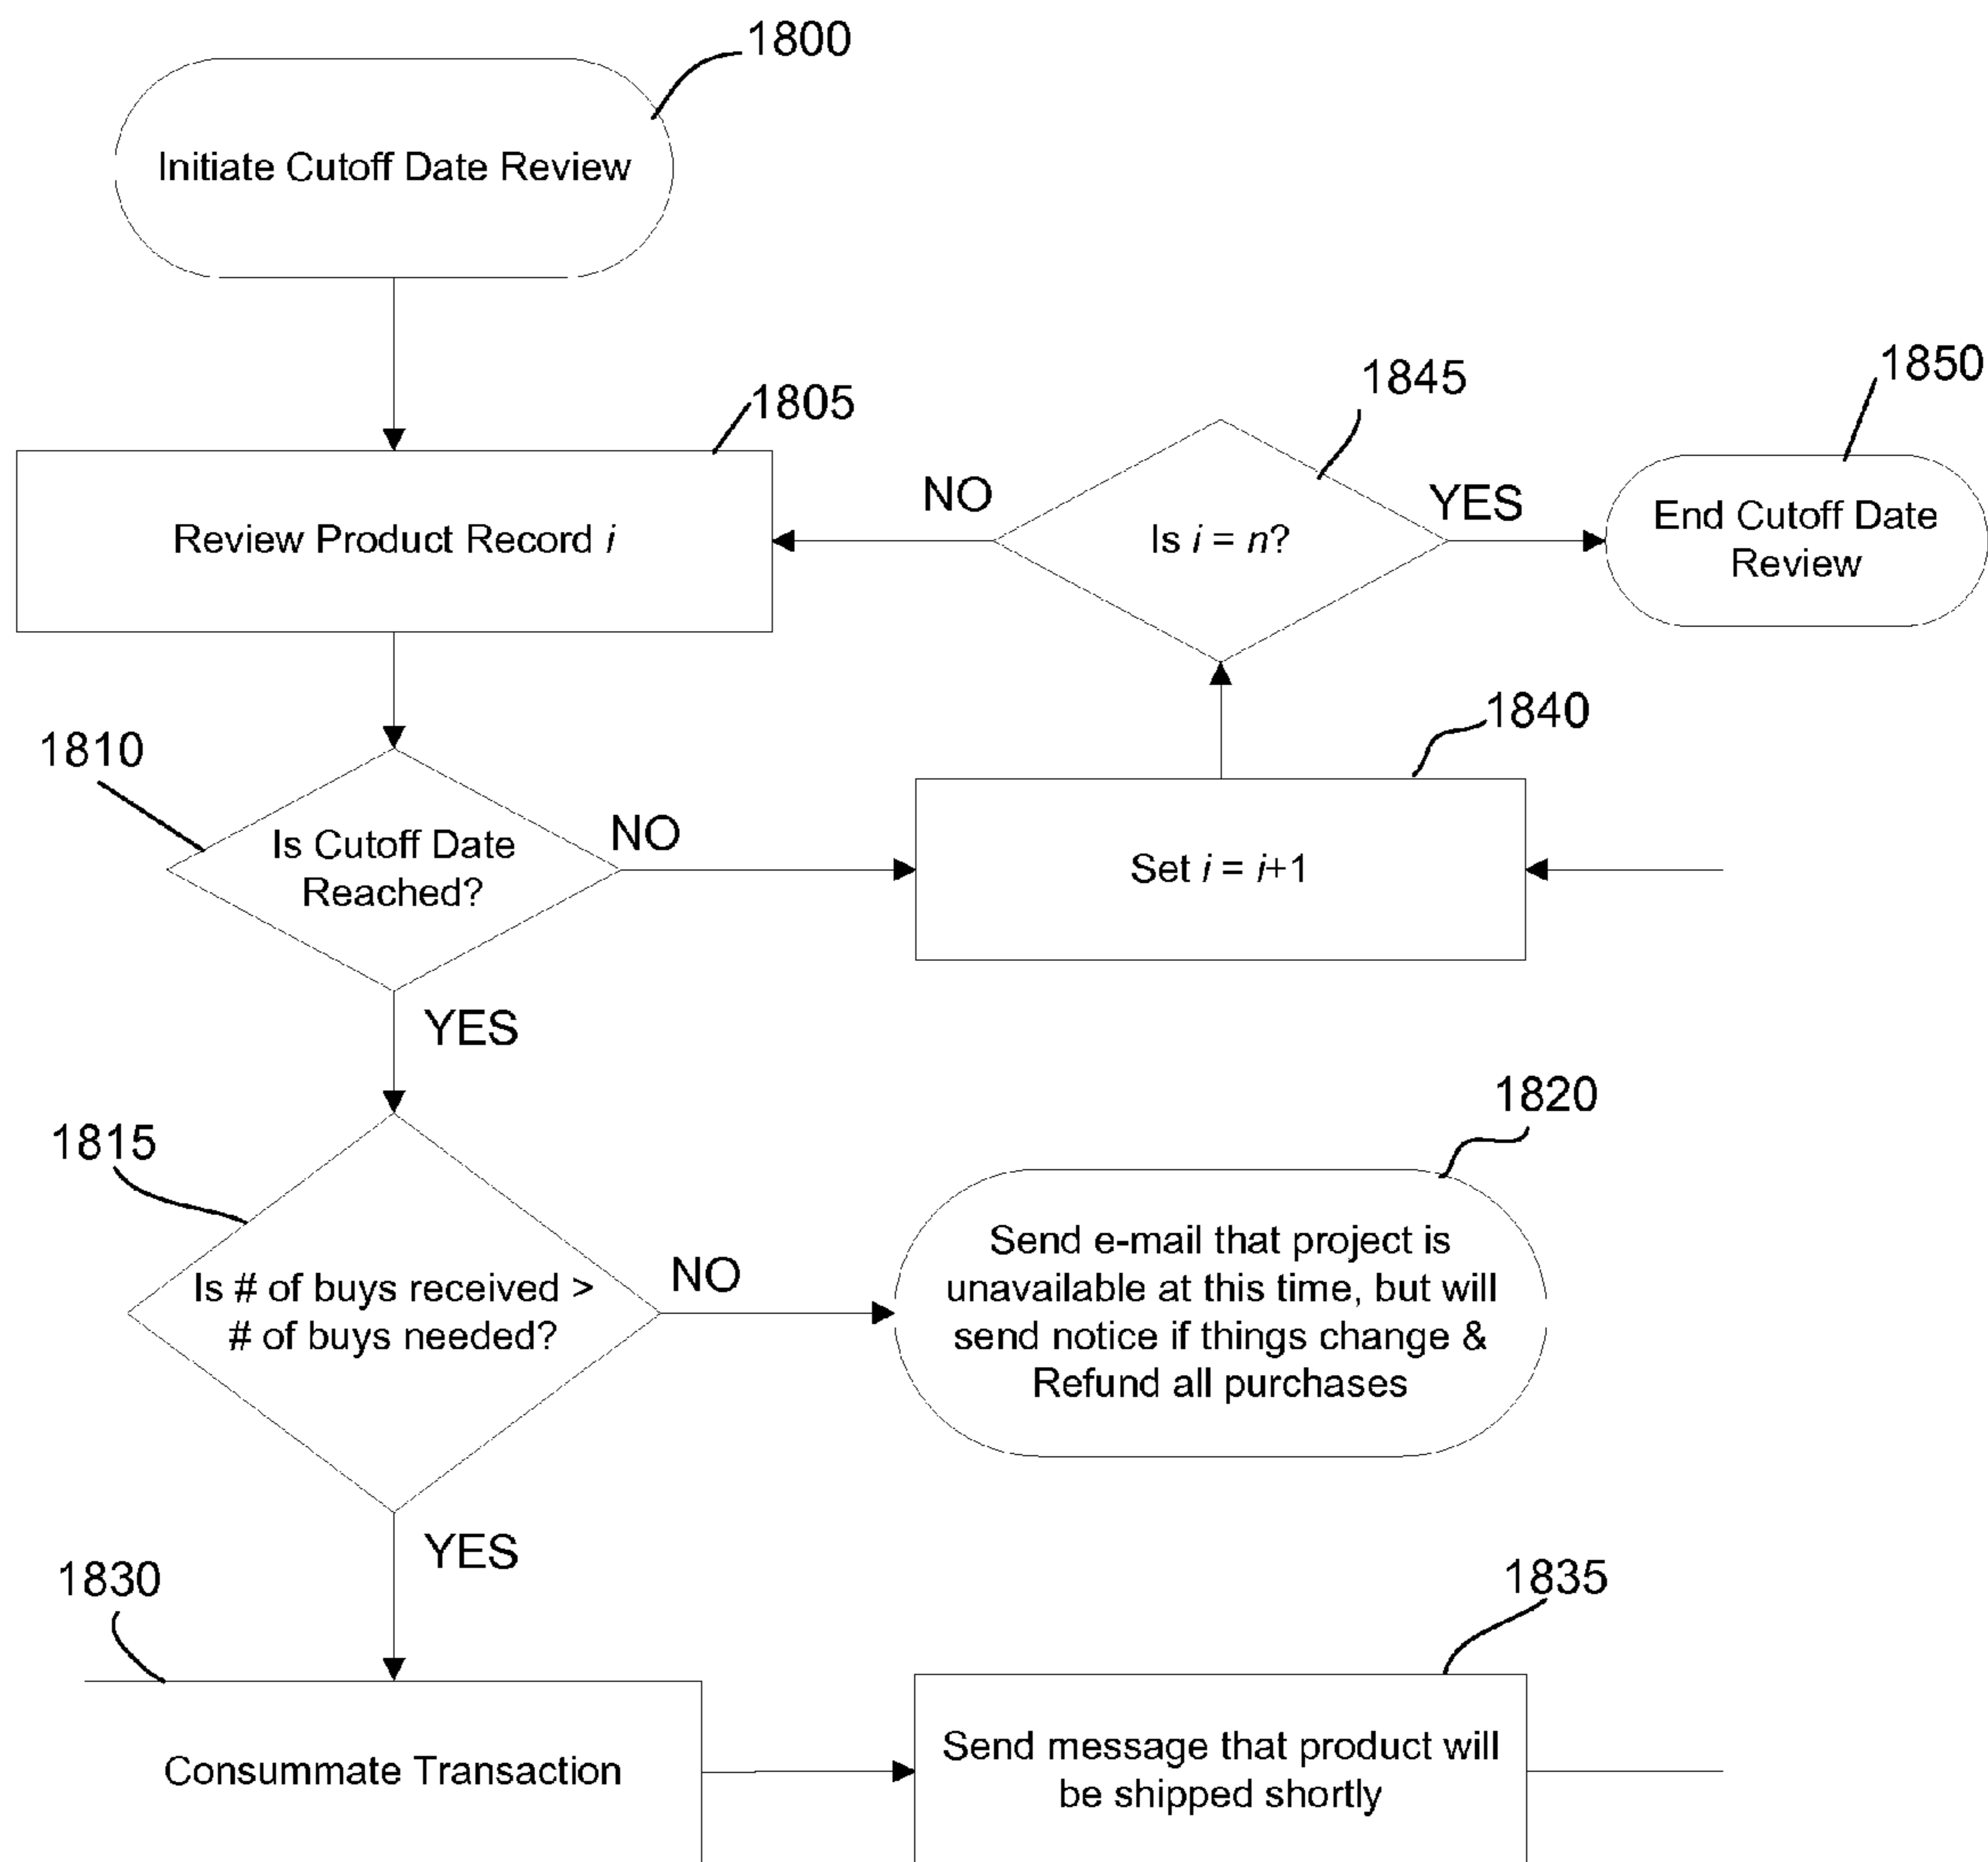 1800
Initiate Cutoff Date Review
1805
Review Product Record i
1845
NO
Is i = n?
YES
1850
End Cutoff Date
Review
1810
Is Cutoff Date
Reached?
NO
1840
Set i = i+1
YES
1815
Is # of buys received >
# of buys needed?
NO
1820
Send e-mail that project is
unavailable at this time, but will
send notice if things change &
Refund all purchases
YES
1830
Consummate Transaction
1835
Send message that product will
be shipped shortly